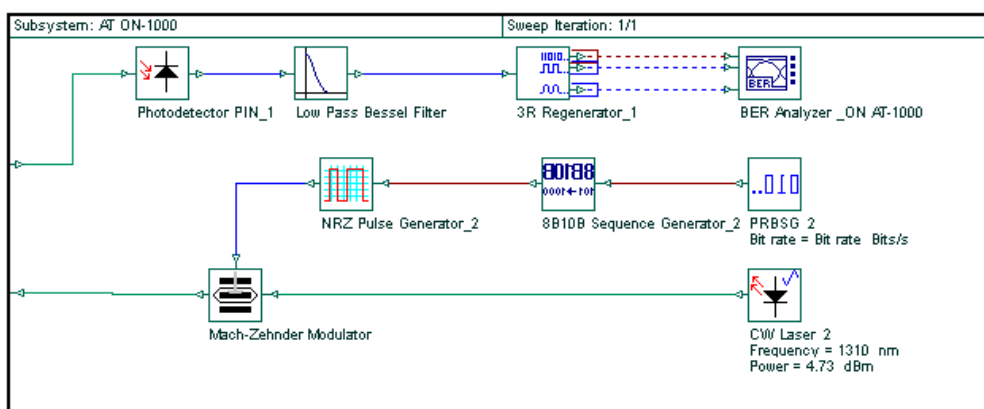 Subsystem: AT ON-1000
Sweep Iteration: 1/1
BER
Photodetector PIN_1
Low Pass Bessel Filter
3R Regenerator_1
BER Analyzer _ON AT-1000
NRZ Pulse Generator_2
8B10B Sequence Generator_2
PRBSG 2
Bit rate = Bit rate Bits/s
Mach-Zehnder Modulator
CW Laser 2
Frequency = 1310 nm
Power = 4.73 dBm